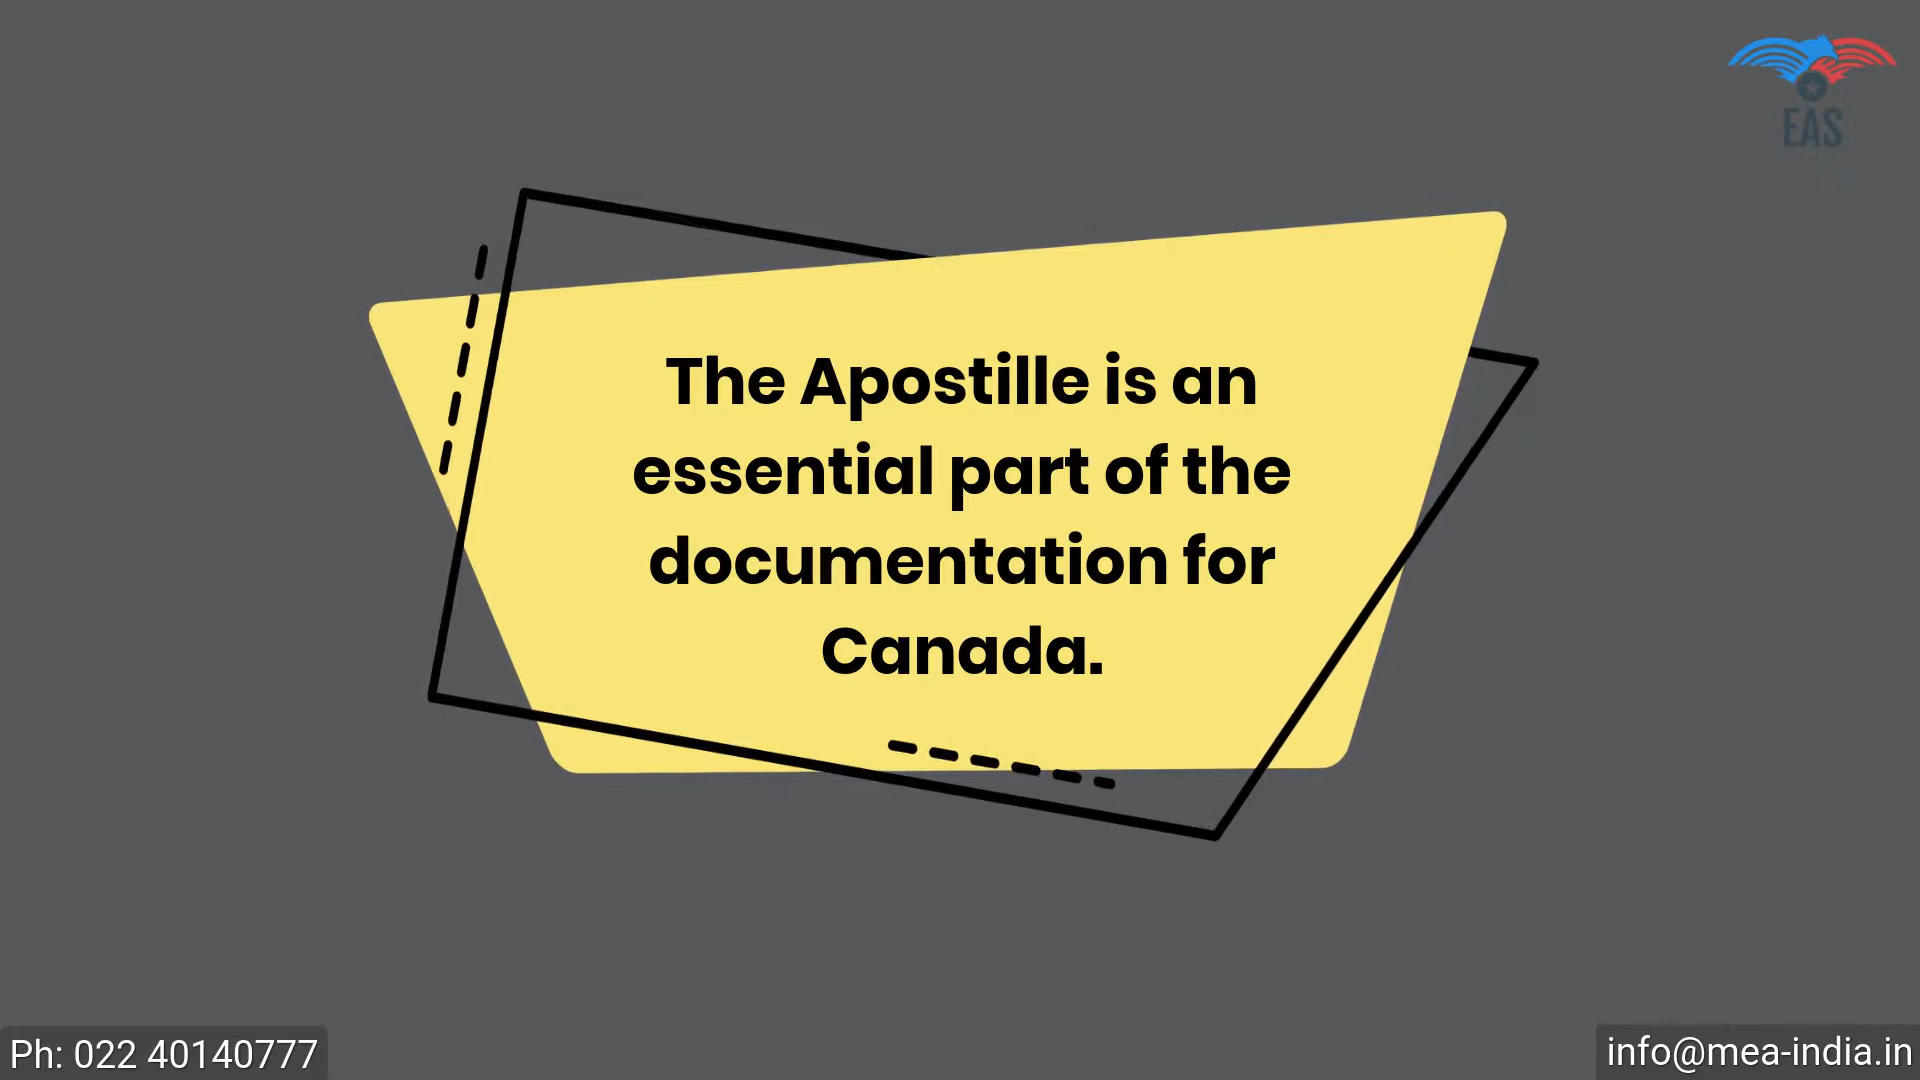 EAS
The Apostille is an
essential part of the
documentation for
Canada.
Ph: 022 40140777
info@mea-india.in